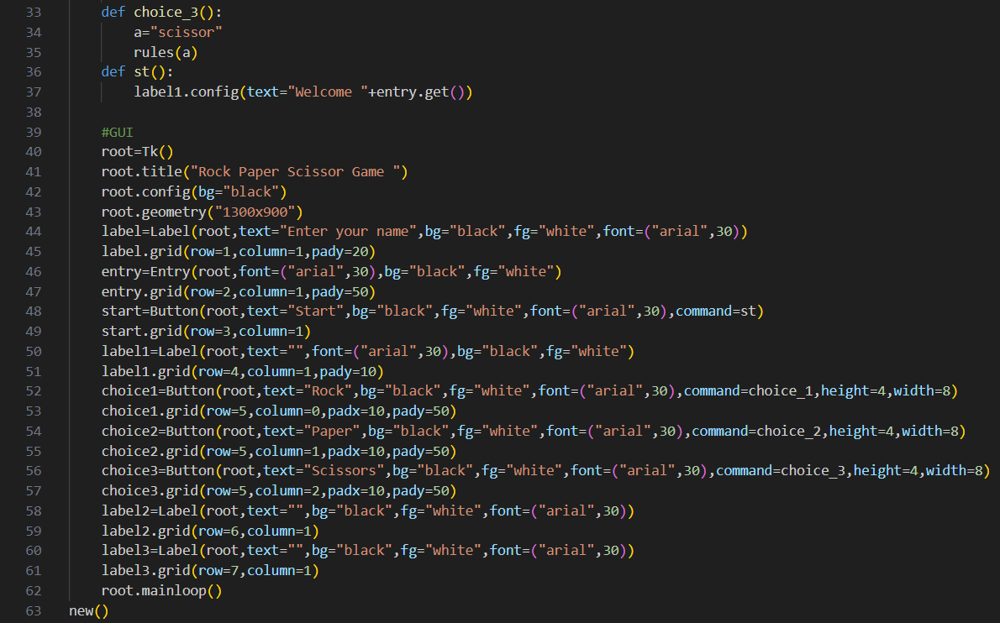 33 def choice_3():
34 a="scissor"
35 rules(a)
36 def st():
37 label1.config(text="Welcome "+entry.get())
38
39 #GUI
40 root=Tk()
41 root.title("Rock Paper Scissor Game ")
42 root.config(bg="black")
43 root.geometry("1300x900")
44 label=Label(root,text="Enter your name",bg="black",fg="white",font=("arial",30))
45 label.grid(row=1,column=1,pady=20)
46 entry=Entry(root,font=("arial",30),bg="black",fg="white")
47 entry.grid(row=2,column=1,pady=50)
48 start=Button(root,text="Start",bg="black",fg="white",font=("arial",30),command=st)
49 start.grid(row=3,column=1)
50 label1=Label(root,text="",font=("arial",30),bg="black",fg="white")
51 label1.grid(row=4,column=1,pady=10)
52 choice1=Button(root,text="Rock",bg="black",fg="white",font=("arial",30),command=choice_1,height=4,width=8)
53 choice1.grid(row=5,column=0,padx=10,pady=50)
54 choice2=Button(root,text="Paper",bg="black",fg="white",font=("arial",30),command=choice_2,height=4,width=8)
55 choice2.grid(row=5,column=1,padx=10,pady=50)
56 choice3=Button(root,text="Scissors",bg="black",fg="white",font=("arial",30),command=choice_3,height=4,width=8)
57 choice3.grid(row=5,column=2,padx=10,pady=50)
58 label2=Label(root,text="",bg="black",fg="white",font=("arial",30))
59 label2.grid(row=6,column=1)
60 label3=Label(root,text="",bg="black",fg="white",font=("arial",30))
61 label3.grid(row=7,column=1)
62 root.mainloop()
63 new()